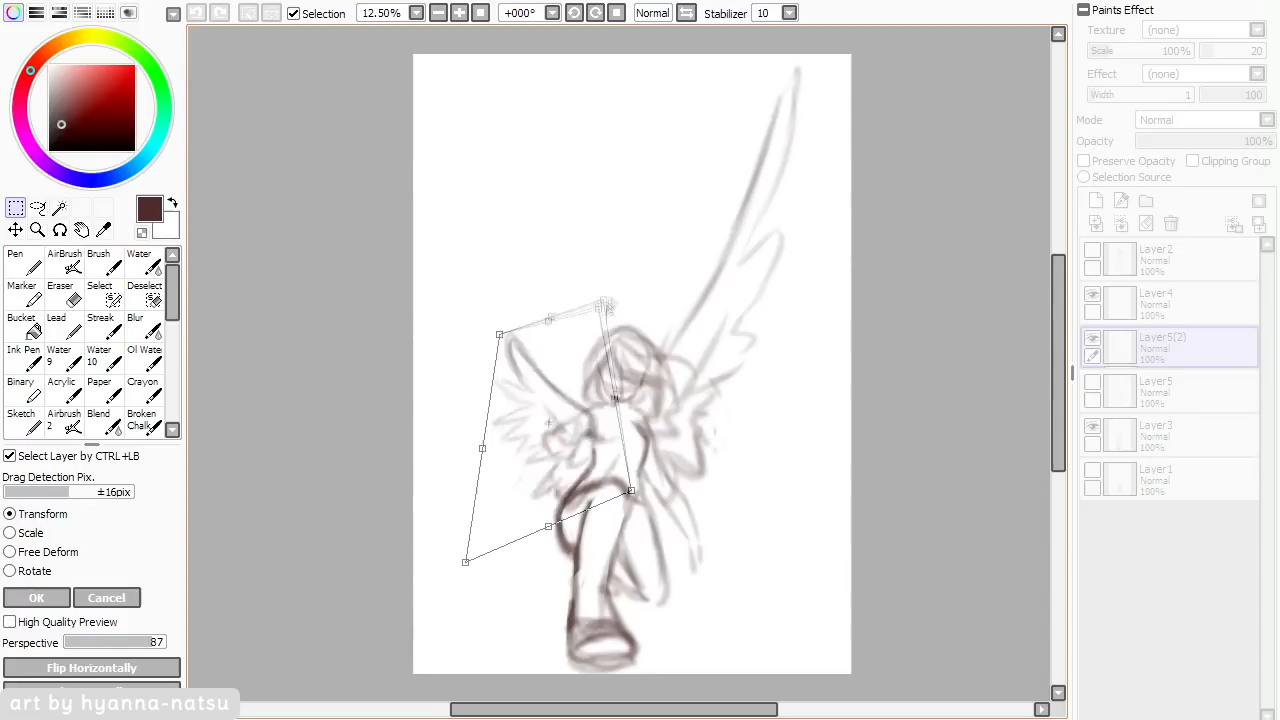 Selection 12.50% +000° Normal Stabilizer
Paints Effect
Texture (none)
Scale 100% 20
Effect (none)
Width 1 100
Mode Normal
Opacity 100%
Preserve Opacity Clipping Group
Selection Source
Layer2
Normal
100%
Layer4
Normal
100%
Layer5(2)
Normal
100%
Layer5
Normal
100%
Layer3
Normal
100%
Layer1
Normal
100%
Pen AirBrush Brush Water
Marker Eraser Select Deselect
Bucket Lead Streak Blur
Ink Pen Water 9 Water 10 Ol Water
Binary Acrylic Paper Crayon
Sketch Airbrush 2 Blend Broken Chalk
Select Layer by CTRL+LB
Drag Detection Pix.
±16pix
Transform
Scale
Free Deform
Rotate
OK Cancel
High Quality Preview
Perspective 87
Flip Horizontally
art by hyanna-natsu